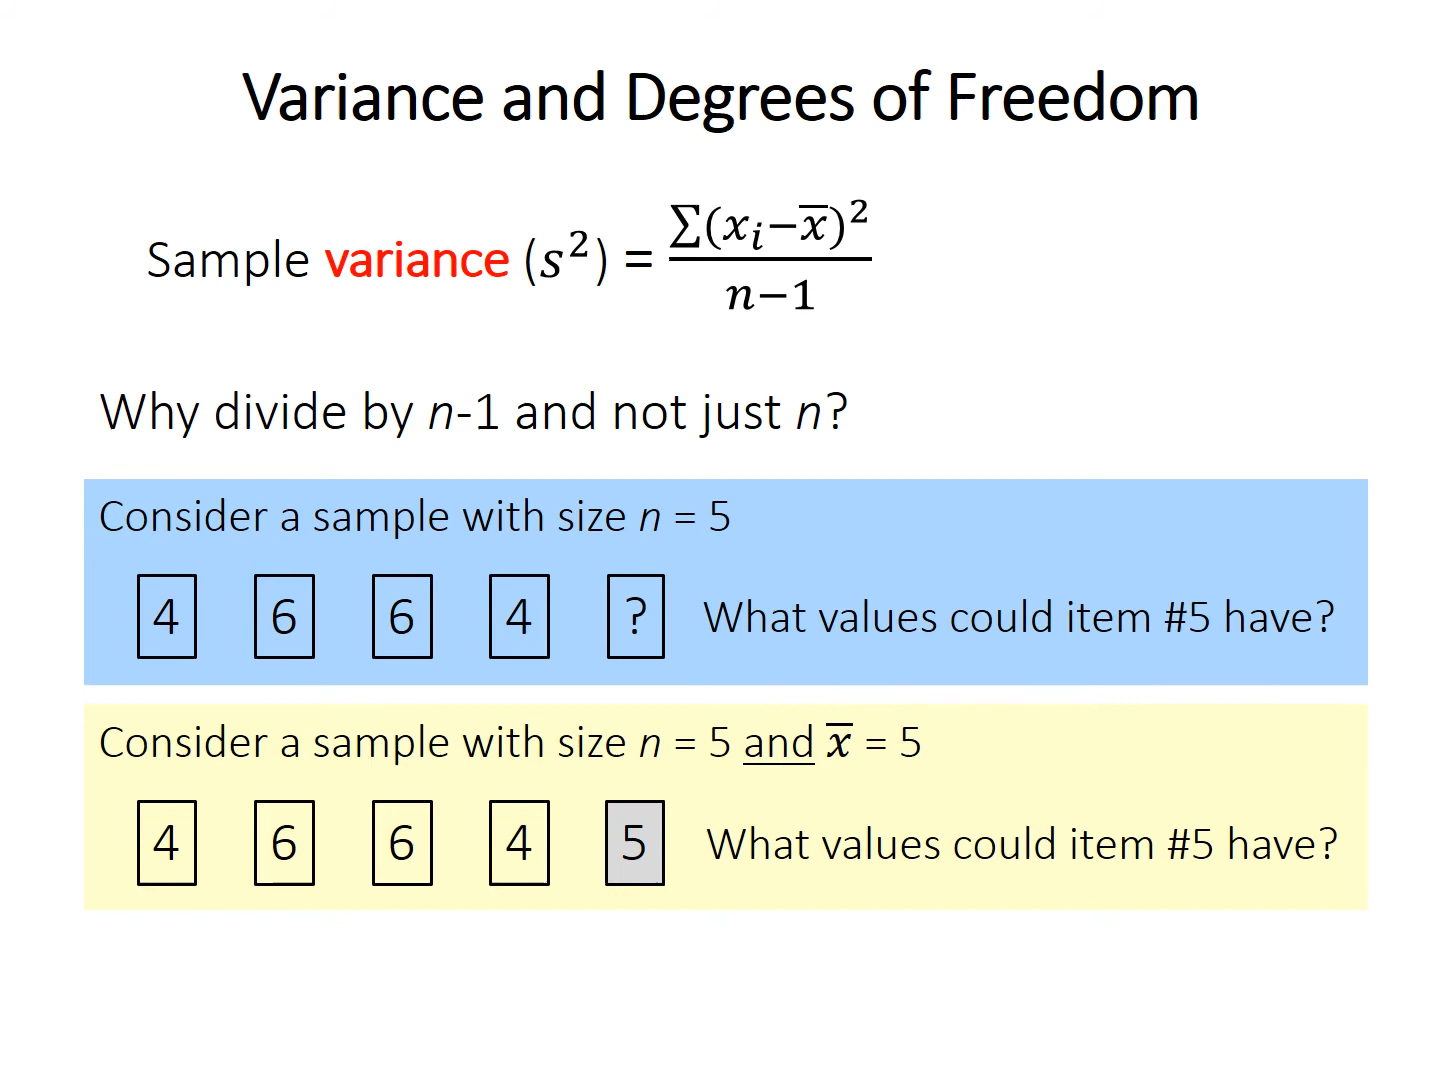 Variance and Degrees of Freedom
Sample variance (s²) = ∑(xᵢ−x̅)² / n−1
Why divide by n-1 and not just n?
Consider a sample with size n = 5
4 6 6 4 ? What values could item #5 have?
Consider a sample with size n = 5 and x̅ = 5
4 6 6 4 5 What values could item #5 have?